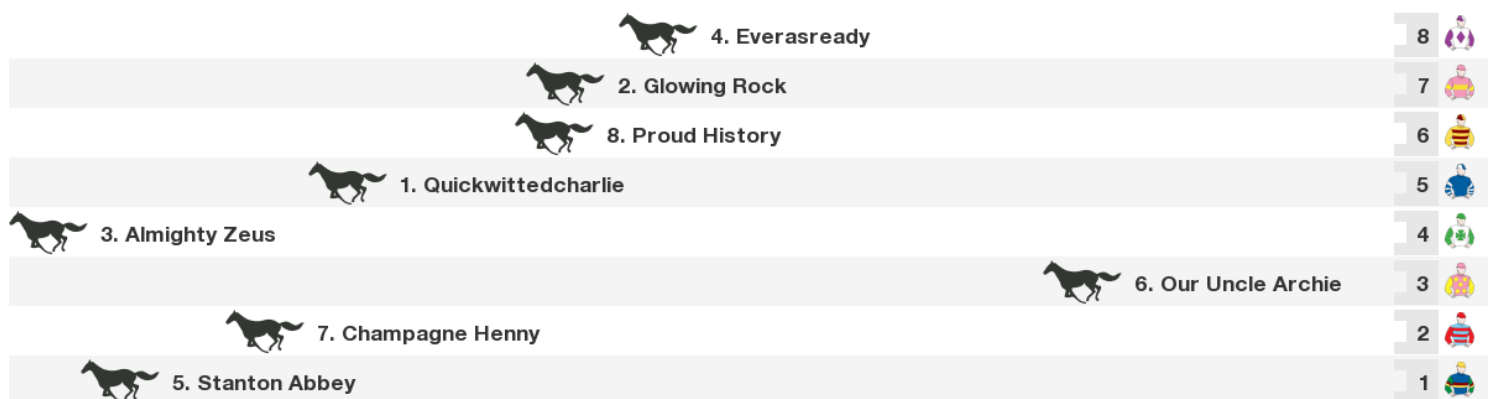 4. Everasready 8
2. Glowing Rock 7
8. Proud History 6
1. Quickwittedcharlie 5
3. Almighty Zeus 4
6. Our Uncle Archie 3
7. Champagne Henny 2
5. Stanton Abbey 1